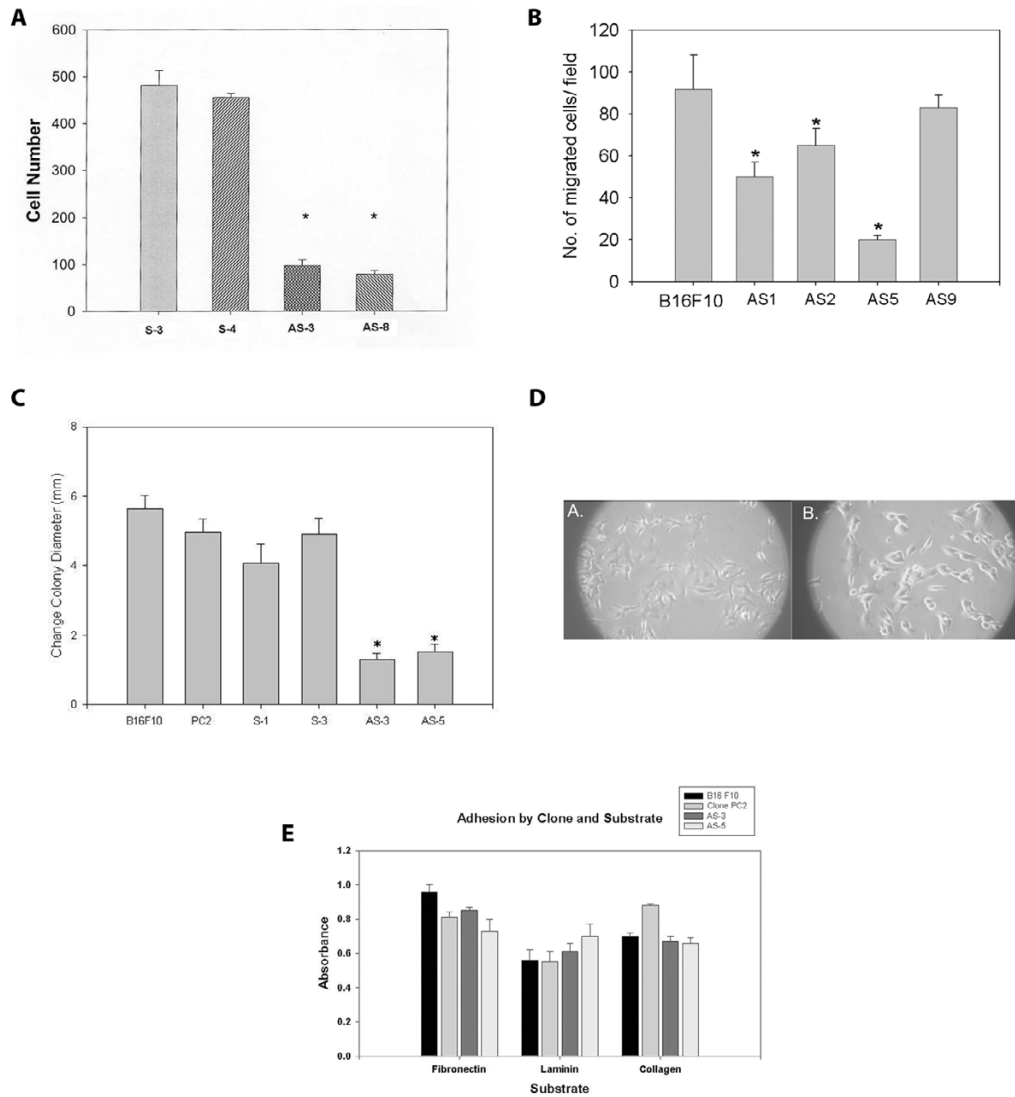 A
600
500
400
300
200
100
0
Cell Number
*
*
S-3
S-4
AS-3
AS-8
B
120
100
80
60
40
20
0
No. of migrated cells/ field
*
*
*
B16F10
AS1
AS2
AS5
AS9
C
8
6
4
2
0
Change Colony Diameter (mm)
*
*
B16F10
PC2
S-1
S-3
AS-3
AS-5
D
A.
B.
E
Adhesion by Clone and Substrate
B16 F10
Clone PC2
AS-3
AS-5
1.2
1.0
0.8
0.6
0.4
0.2
0.0
Absorbance
Fibronectin
Laminin
Collagen
Substrate